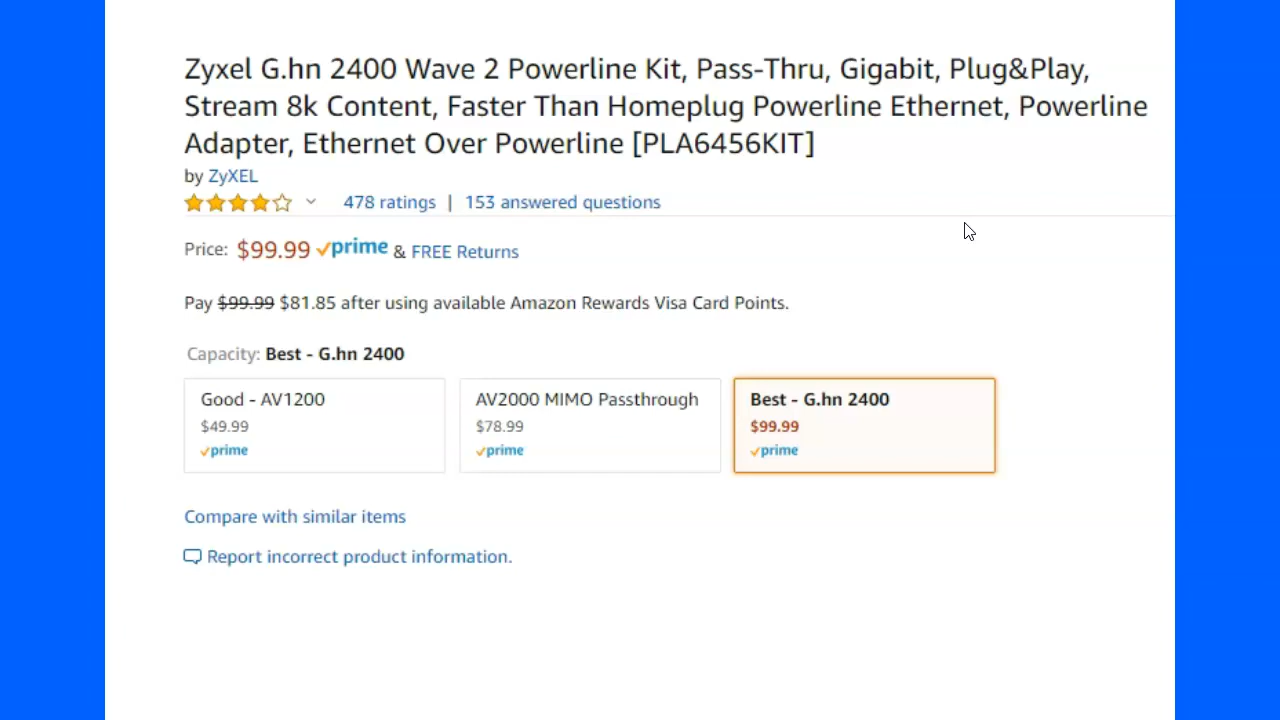 Zyxel G.hn 2400 Wave 2 Powerline Kit, Pass-Thru, Gigabit, Plug&Play,
Stream 8k Content, Faster Than Homeplug Powerline Ethernet, Powerline
Adapter, Ethernet Over Powerline [PLA6456KIT]
by ZyXEL
478 ratings | 153 answered questions
Price: $99.99 prime & FREE Returns
Pay $99.99 $81.85 after using available Amazon Rewards Visa Card Points.
Capacity: Best - G.hn 2400
Good - AV1200
$49.99
prime
AV2000 MIMO Passthrough
$78.99
prime
Best - G.hn 2400
$99.99
prime
Compare with similar items
Report incorrect product information.